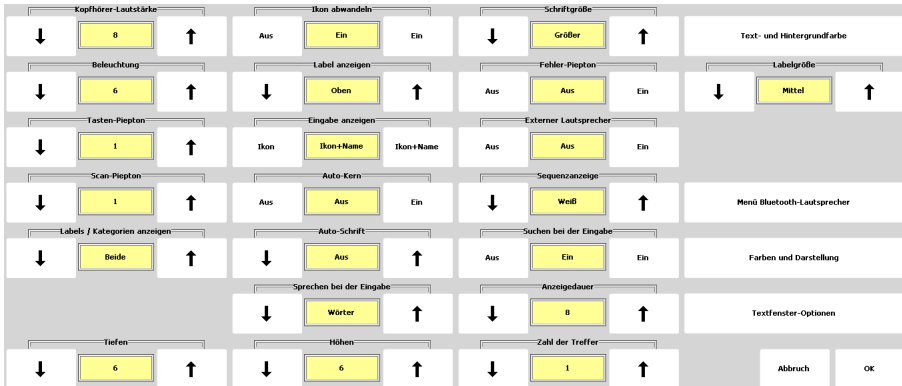 Kopfhörer-Lautstärke
8
Ikon abwandeln
Aus Ein Ein
Schriftgröße
Größer
Text- und Hintergrundfarbe
Beleuchtung
6
Label anzeigen
Oben
Fehler-Piepton
Aus Aus Ein
Labelgröße
Mittel
Tasten-Piepton
1
Eingabe anzeigen
Ikon Ikon+Name Ikon+Name
Externer Lautsprecher
Aus Aus Ein
Scan-Piepton
1
Auto-Kern
Aus Aus Ein
Sequenzanzeige
Weiß
Menü Bluetooth-Lautsprecher
Labels / Kategorien anzeigen
Beide
Auto-Schrift
Aus
Suchen bei der Eingabe
Aus Ein Ein
Farben und Darstellung
Sprechen bei der Eingabe
Wörter
Anzeigedauer
8
Textfenster-Optionen
Tiefen
6
Höhen
6
Zahl der Treffer
1
Abbruch
OK